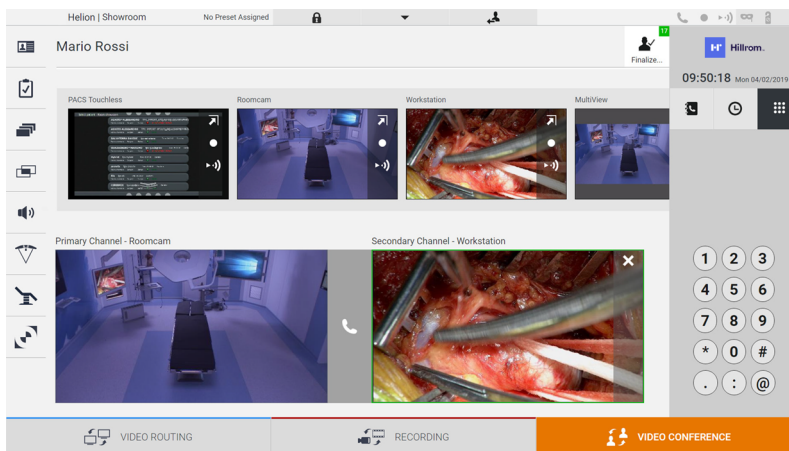 Helion | Showroom
No Preset Assigned
Mario Rossi
17
Finalize...
Hillrom.
09:50:18 Mon 04/02/2019
PACS Touchless
Roomcam
Workstation
MultiView
Primary Channel - Roomcam
Secondary Channel - Workstation
1 2 3
4 5 6
7 8 9
* 0 #
. : @
VIDEO ROUTING
RECORDING
VIDEO CONFERENCE